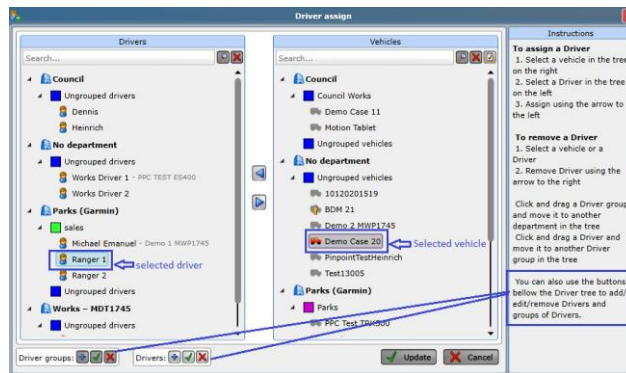 Driver assign
Drivers
Search...
Council
Ungrouped drivers
Dennis
Heinrich
No department
Ungrouped drivers
Works Driver 1 - PPC TEST ES400
Works Driver 2
Parks (Garmin)
sales
Michael Emanuel - Demo 1 MWP1745
Ranger 1
selected driver
Ranger 2
Ungrouped drivers
Works - MDT1745
Ungrouped drivers
Driver groups:
Drivers:
Vehicles
Search...
Council
Council Works
Demo Case 11
Motion Tablet
Ungrouped vehicles
No department
Ungrouped vehicles
10120201519
BDM 21
Demo 2 MWP1745
Demo Case 20
Selected vehicle
PinpointTestHeinrich
Test13005
Parks (Garmin)
Parks
PPC Test TRX500
Update
Cancel
Instructions
To assign a Driver
1. Select a vehicle in the tree
on the right
2. Select a Driver in the tree
on the left
3. Assign using the arrow to
the left
To remove a Driver
1. Select a vehicle or a
Driver
2. Remove Driver using the
arrow to the right
Click and drag a Driver group
and move it to another
department in the tree
Click and drag a Driver and
move it to another Driver
group in the tree
You can also use the buttons
bellow the Driver tree to add/
edit/remove Drivers and
groups of Drivers.